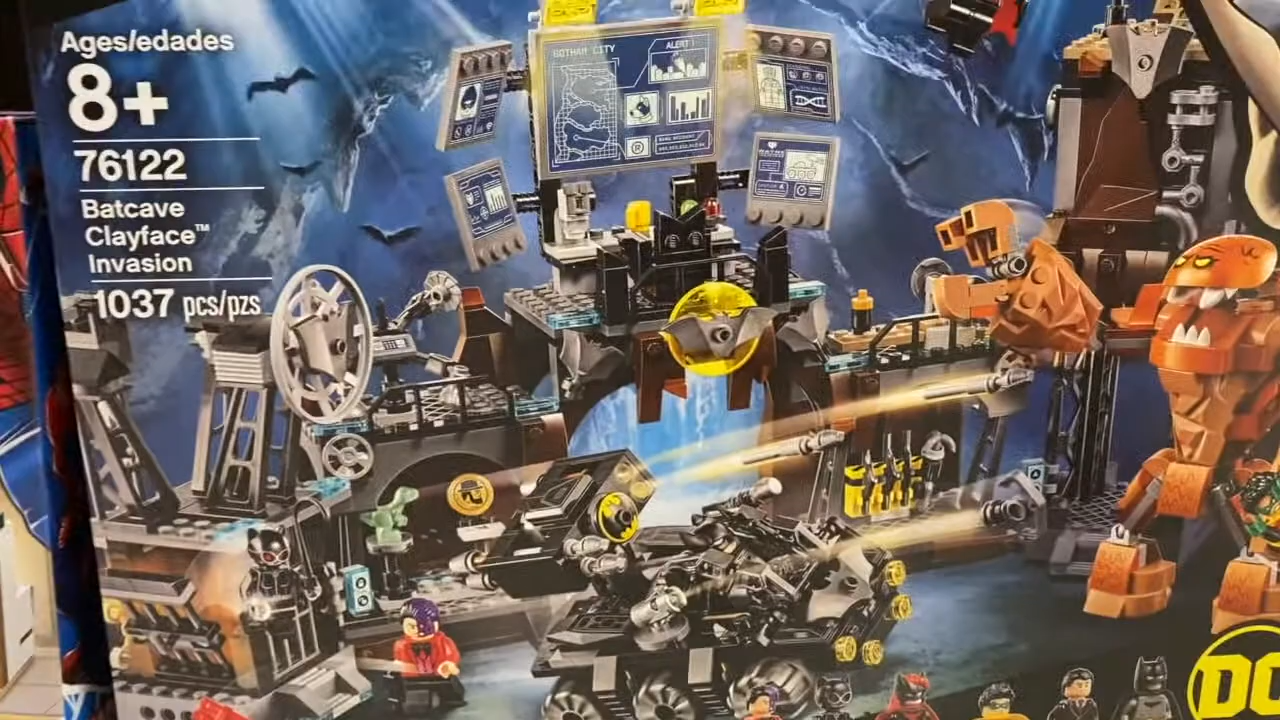 Ages/edades
8+
76122
Batcave
Clayface™
Invasion
1037 pcs/pzs
GOTHAM CITY
ALERT!
DC